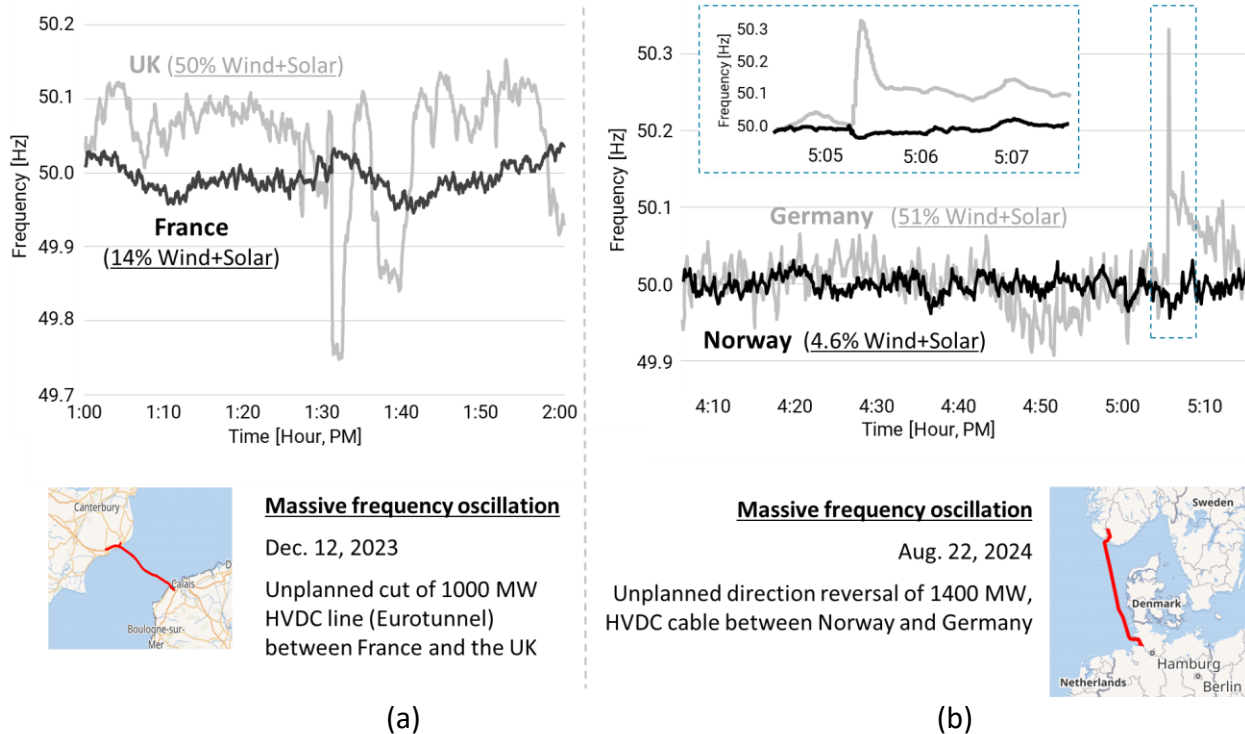 50.2
50.1
50.0
49.9
49.8
49.7
Frequency [Hz]
UK (50% Wind+Solar)
France
(14% Wind+Solar)
1:00 1:10 1:20 1:30 1:40 1:50 2:00
Time [Hour, PM]
Canterbury
Calais
Boulogne-sur-
Mer
D
Massive frequency oscillation
Dec. 12, 2023
Unplanned cut of 1000 MW
HVDC line (Eurotunnel)
between France and the UK
(a)
50.3
50.2
50.1
50.0
49.9
Frequency [Hz]
50.3
50.2
50.1
50.0
Frequency [Hz]
5:05 5:06 5:07
Germany (51% Wind+Solar)
Norway (4.6% Wind+Solar)
4:10 4:20 4:30 4:40 4:50 5:00 5:10
Time [Hour, PM]
Massive frequency oscillation
Aug. 22, 2024
Unplanned direction reversal of 1400 MW,
HVDC cable between Norway and Germany
Sweden
Denmark
Hamburg
Netherlands
Berlin
(b)